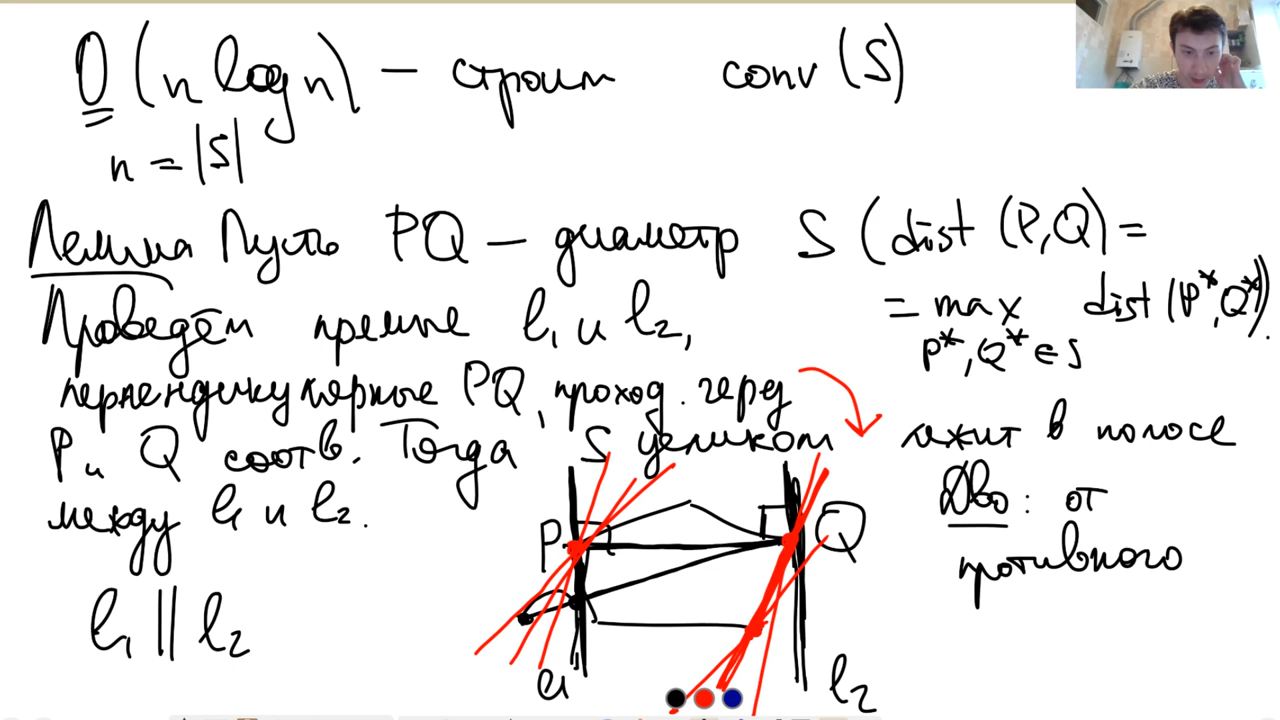 O(n log n) — строим conv(S)
n = |S|
Лемма Пусть PQ — диаметр S (dist(P,Q) =
= max dist(P*,Q*)).
P*,Q* ∈ S
Проведём прямые l₁ и l₂,
перпендикулярные PQ, проход. через
P и Q соотв. Тогда S целиком лежит в полосе
между l₁ и l₂.
Дво: от
противного
P
Q
l₁ || l₂
l₁
l₂